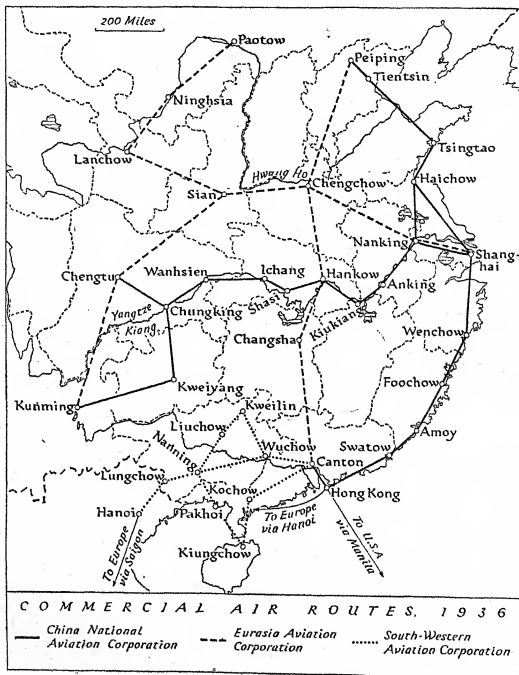 200 Miles
Paotow
Peiping
Tientsin
Ninghsia
Tsingtao
Lanchow
Hwang Ho
Haichow
Sian
Chengchow
Nanking
Shang-
hai
Chengtu
Wanhsien
Ichang
Hankow
Anking
Shasi
Yangtze
Kiang
Chungking
Kiukiang
Changsha
Wenchow
Kweiyang
Foochow
Kunming
Kweilin
Liuchow
Amoy
Wuchow
Swatow
Nanning
Canton
Lungchow
Kochow
Hong Kong
Hanoi
Pakhoi
To Europe
via Hanoi
To U.S.A
via Manila
Kiungchow
To Europe
via Saigon
COMMERCIAL AIR ROUTES, 1936
China National
Aviation Corporation
Eurasia Aviation
Corporation
South-Western
Aviation Corporation